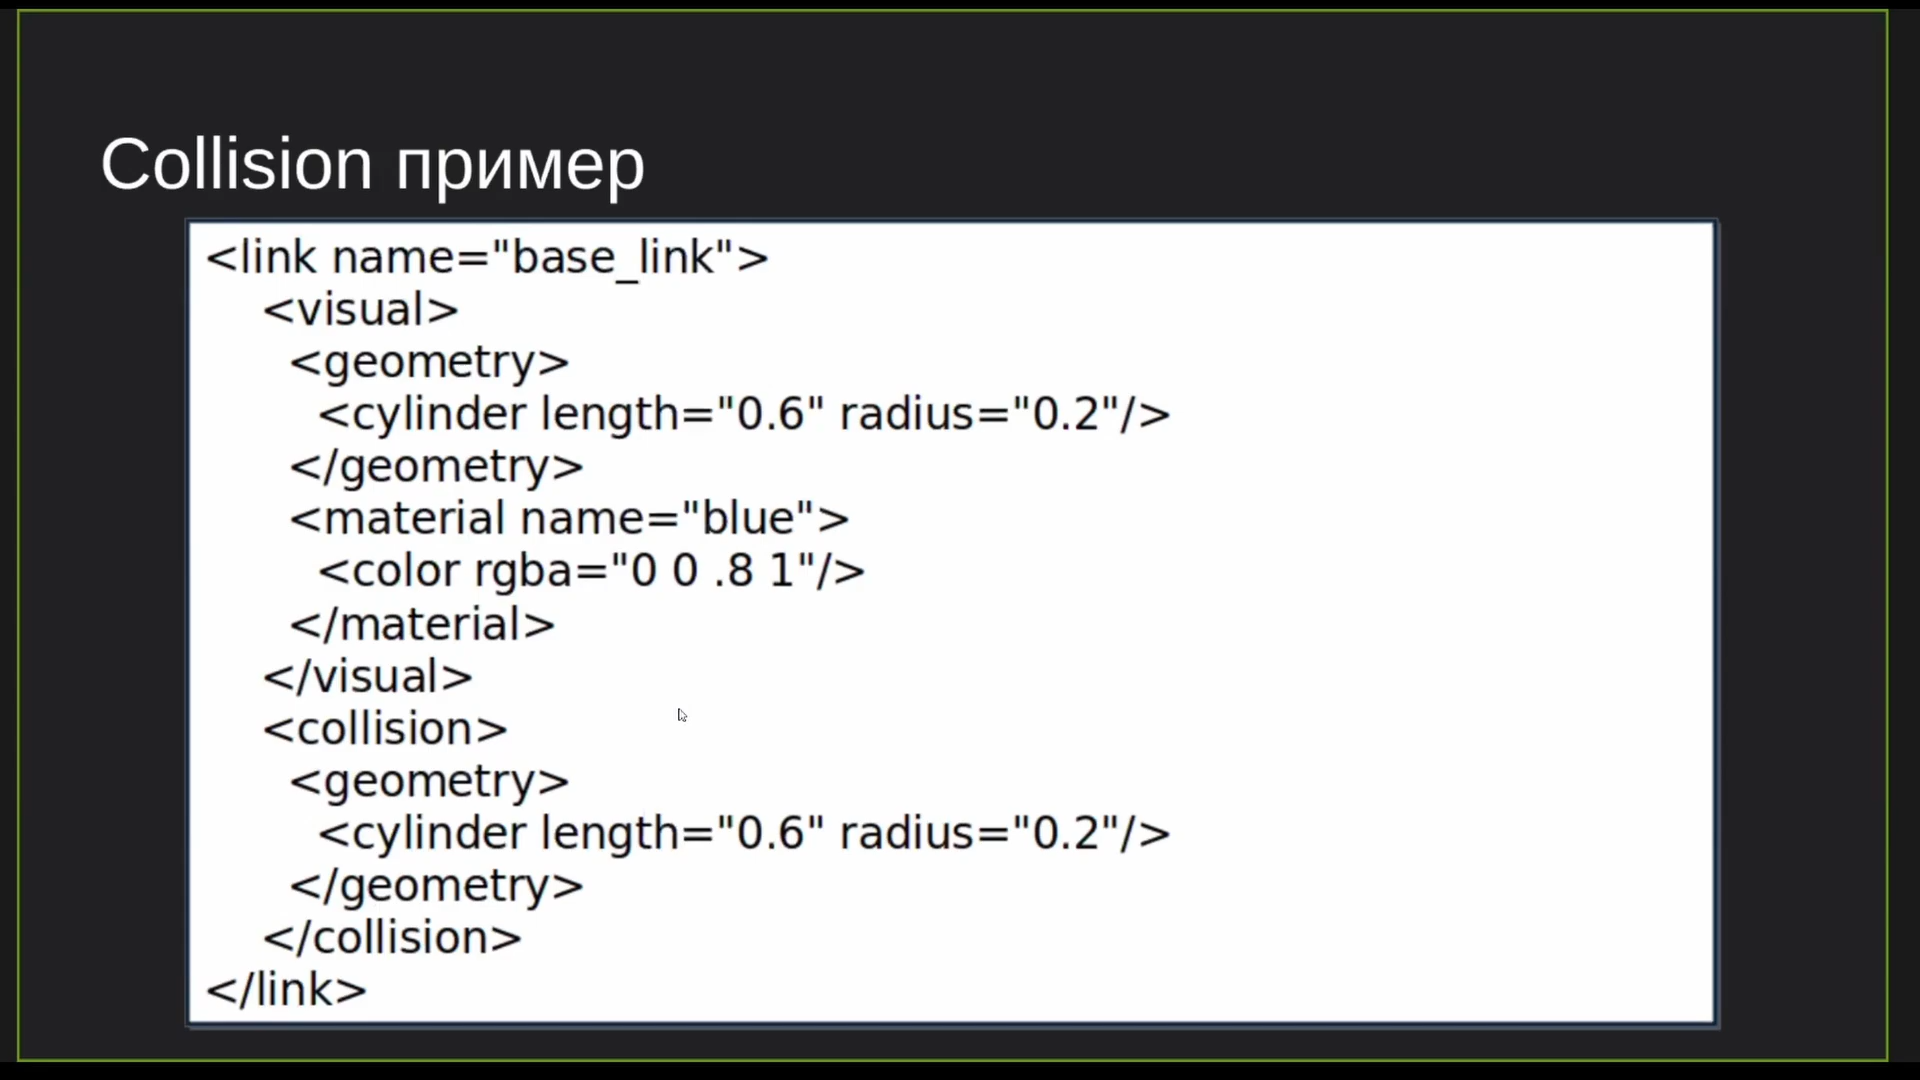 Collision пример
<link name="base_link">
<visual>
<geometry>
<cylinder length="0.6" radius="0.2"/>
</geometry>
<material name="blue">
<color rgba="0 0 .8 1"/>
</material>
</visual>
<collision>
<geometry>
<cylinder length="0.6" radius="0.2"/>
</geometry>
</collision>
</link>